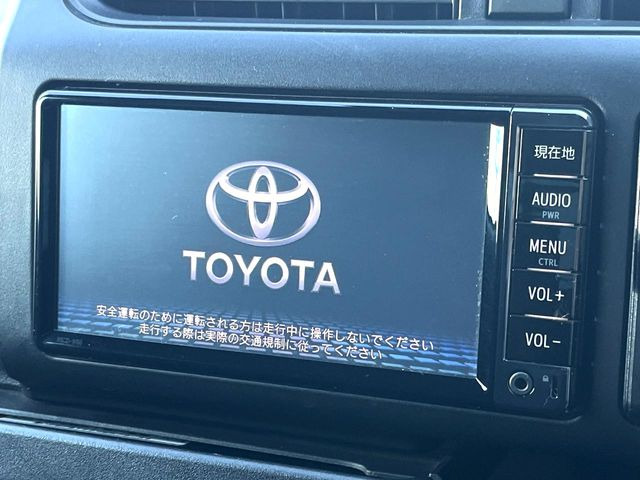 TOYOTA
安全運転のために運転される方は走行中に操作しないでください
走行する際は実際の交通規制に従ってください
現在地
AUDIO
PWR
MENU
CTRL
VOL+
VOL-